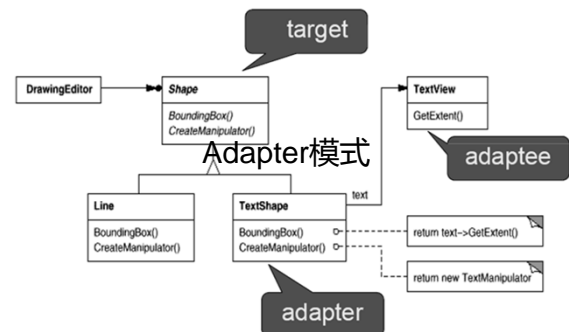 target
DrawingEditor
Shape
BoundingBox()
CreateManipulator()
TextView
GetExtent()
Adapter模式
adaptee
Line
BoundingBox()
CreateManipulator()
TextShape
BoundingBox()
CreateManipulator()
text
return text->GetExtent()
return new TextManipulator
adapter